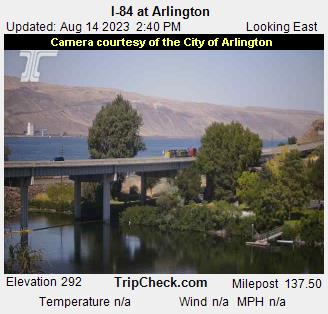 I-84 at Arlington
Updated: Aug 14 2023 2:40 PM Looking East
Camera courtesy of the City of Arlington
Elevation 292 TripCheck.com Milepost 137.50
Temperature n/a Wind n/a MPH n/a